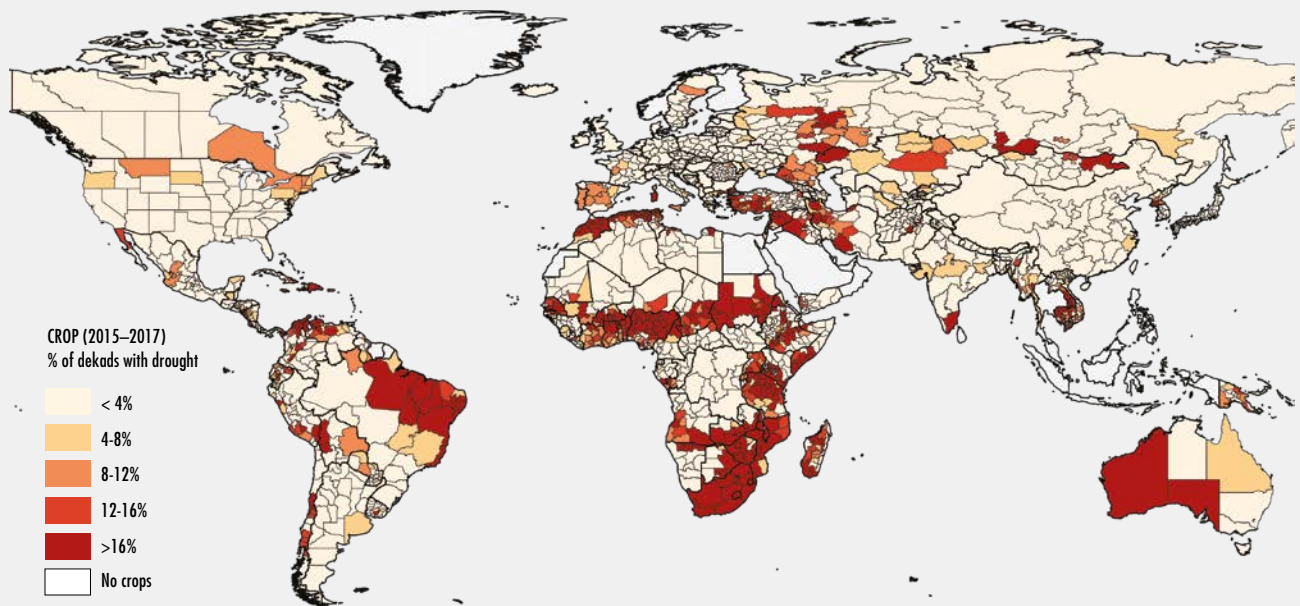 CROP (2015–2017)
% of dekads with drought
< 4%
4-8%
8-12%
12-16%
>16%
No crops